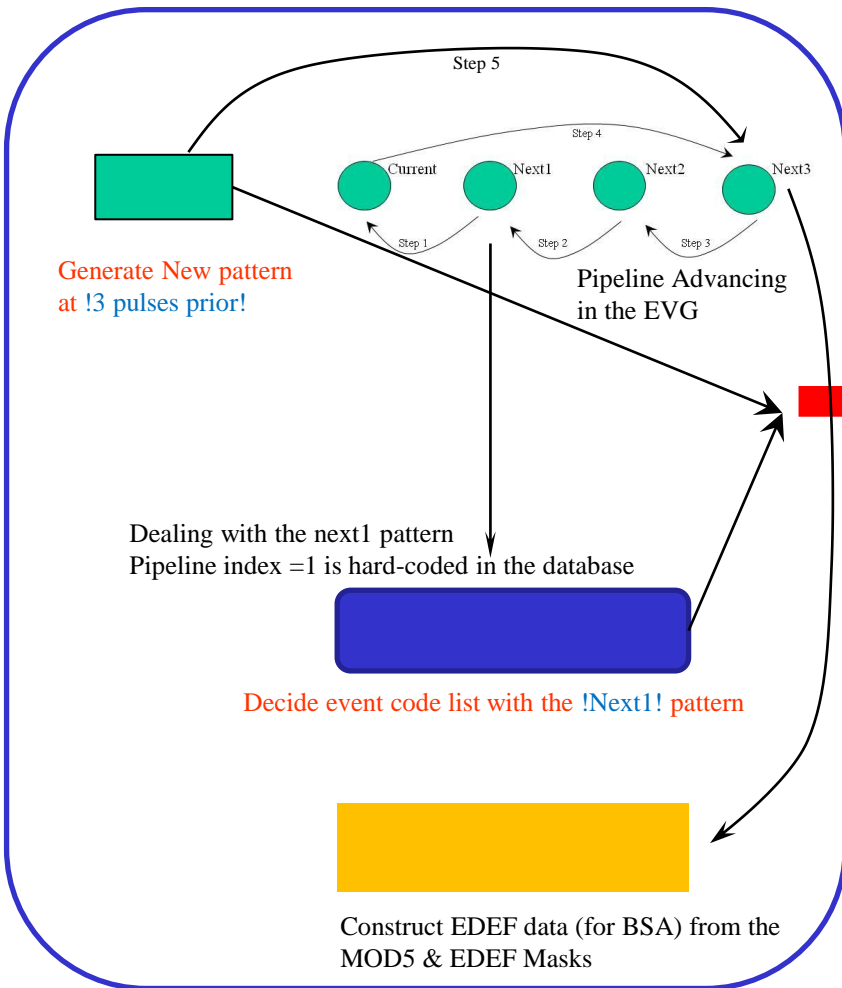 Step 5
Step 4
Current
Next1
Next2
Next3
Step 1
Step 2
Step 3
Generate New pattern
at !3 pulses prior!
Pipeline Advancing
in the EVG
Dealing with the next1 pattern
Pipeline index =1 is hard-coded in the database
Decide event code list with the !Next1! pattern
Construct EDEF data (for BSA) from the
MOD5 & EDEF Masks